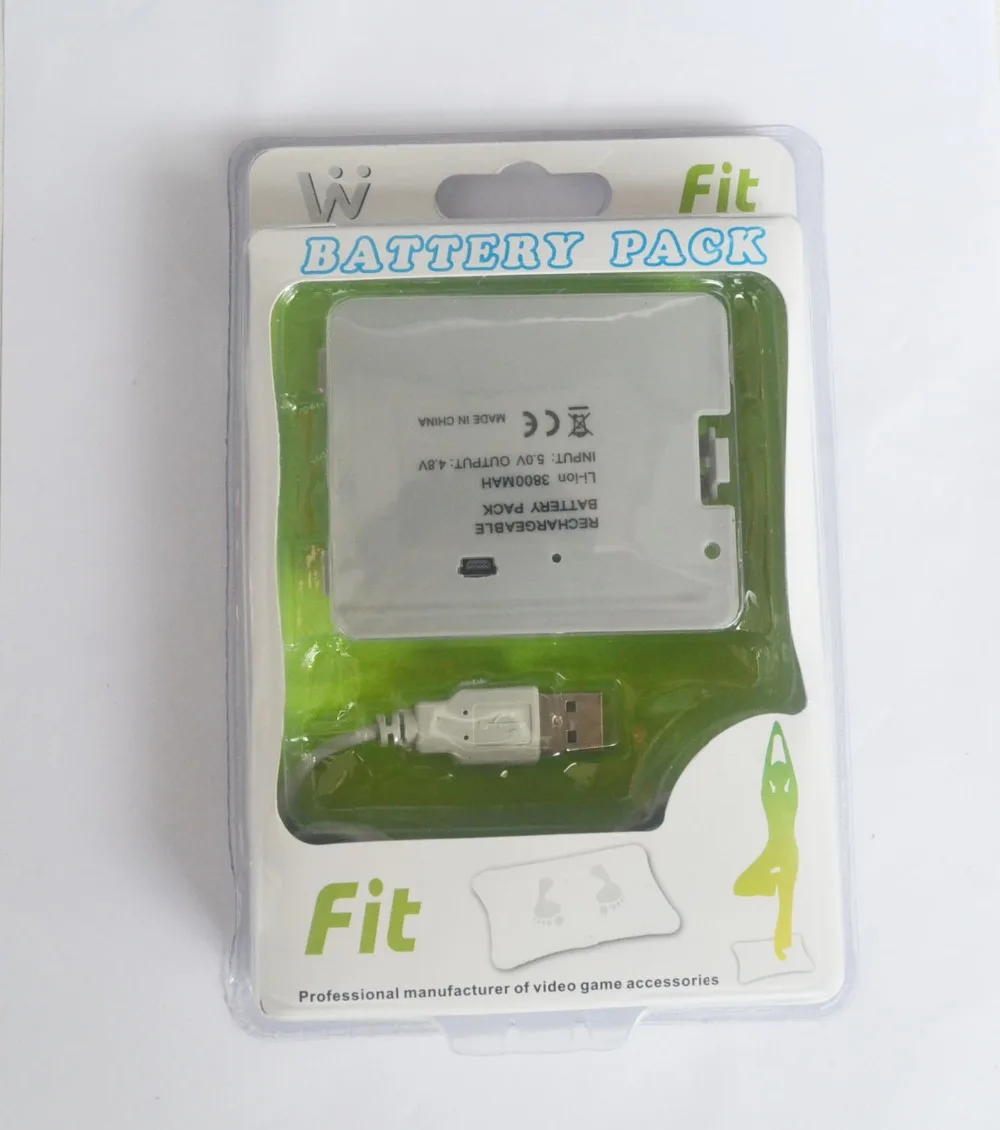 Wii
Fit
BATTERY PACK
RECHARGEABLE
BATTERY PACK
Li-ion 3800MAH
INPUT: 5.0V OUTPUT: 4.8V
MADE IN CHINA
CE
Fit
Professional manufacturer of video game accessories